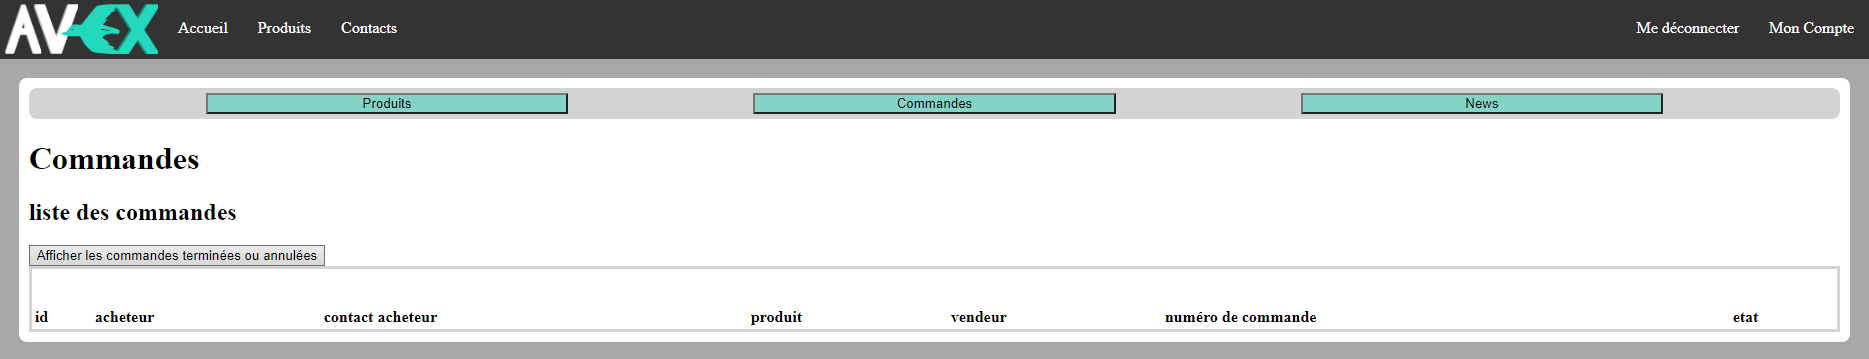 AVEX
Accueil Produits Contacts Me déconnecter Mon Compte
Produits Commandes News
Commandes
liste des commandes
Afficher les commandes terminées ou annulées
id acheteur contact acheteur produit vendeur numéro de commande etat